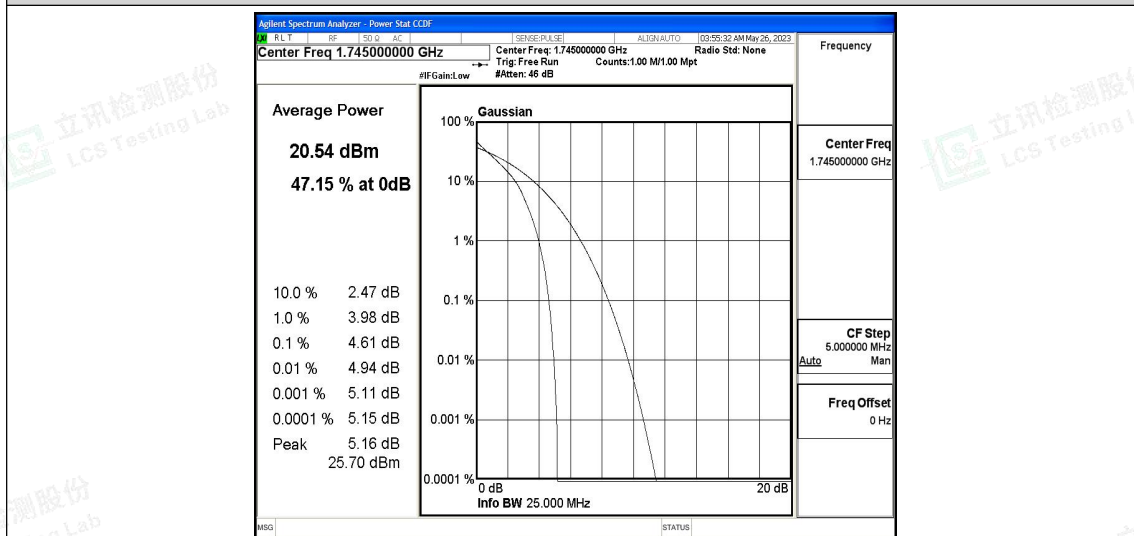 Agilent Spectrum Analyzer - Power Stat CCDF
LXI RLT RF 50 Ω AC SENSE:PULSE ALIGN AUTO 03:55:32 AM May 26, 2023
Center Freq 1.745000000 GHz
Center Freq: 1.745000000 GHz Radio Std: None
Trig: Free Run Counts:1.00 M/1.00 Mpt
#IFGain:Low #Atten: 46 dB
Frequency
Average Power
20.54 dBm
47.15 % at 0dB
10.0 % 2.47 dB
1.0 % 3.98 dB
0.1 % 4.61 dB
0.01 % 4.94 dB
0.001 % 5.11 dB
0.0001 % 5.15 dB
Peak 5.16 dB
25.70 dBm
Gaussian
100 %
10 %
1 %
0.1 %
0.01 %
0.001 %
0.0001 %
0 dB 20 dB
Info BW 25.000 MHz
Center Freq
1.745000000 GHz
CF Step
5.000000 MHz
Auto Man
Freq Offset
0 Hz
MSG STATUS
立讯检测股份
LCS Testing Lab
立讯检测股份
LCS Testing L
测股份
ng Lab